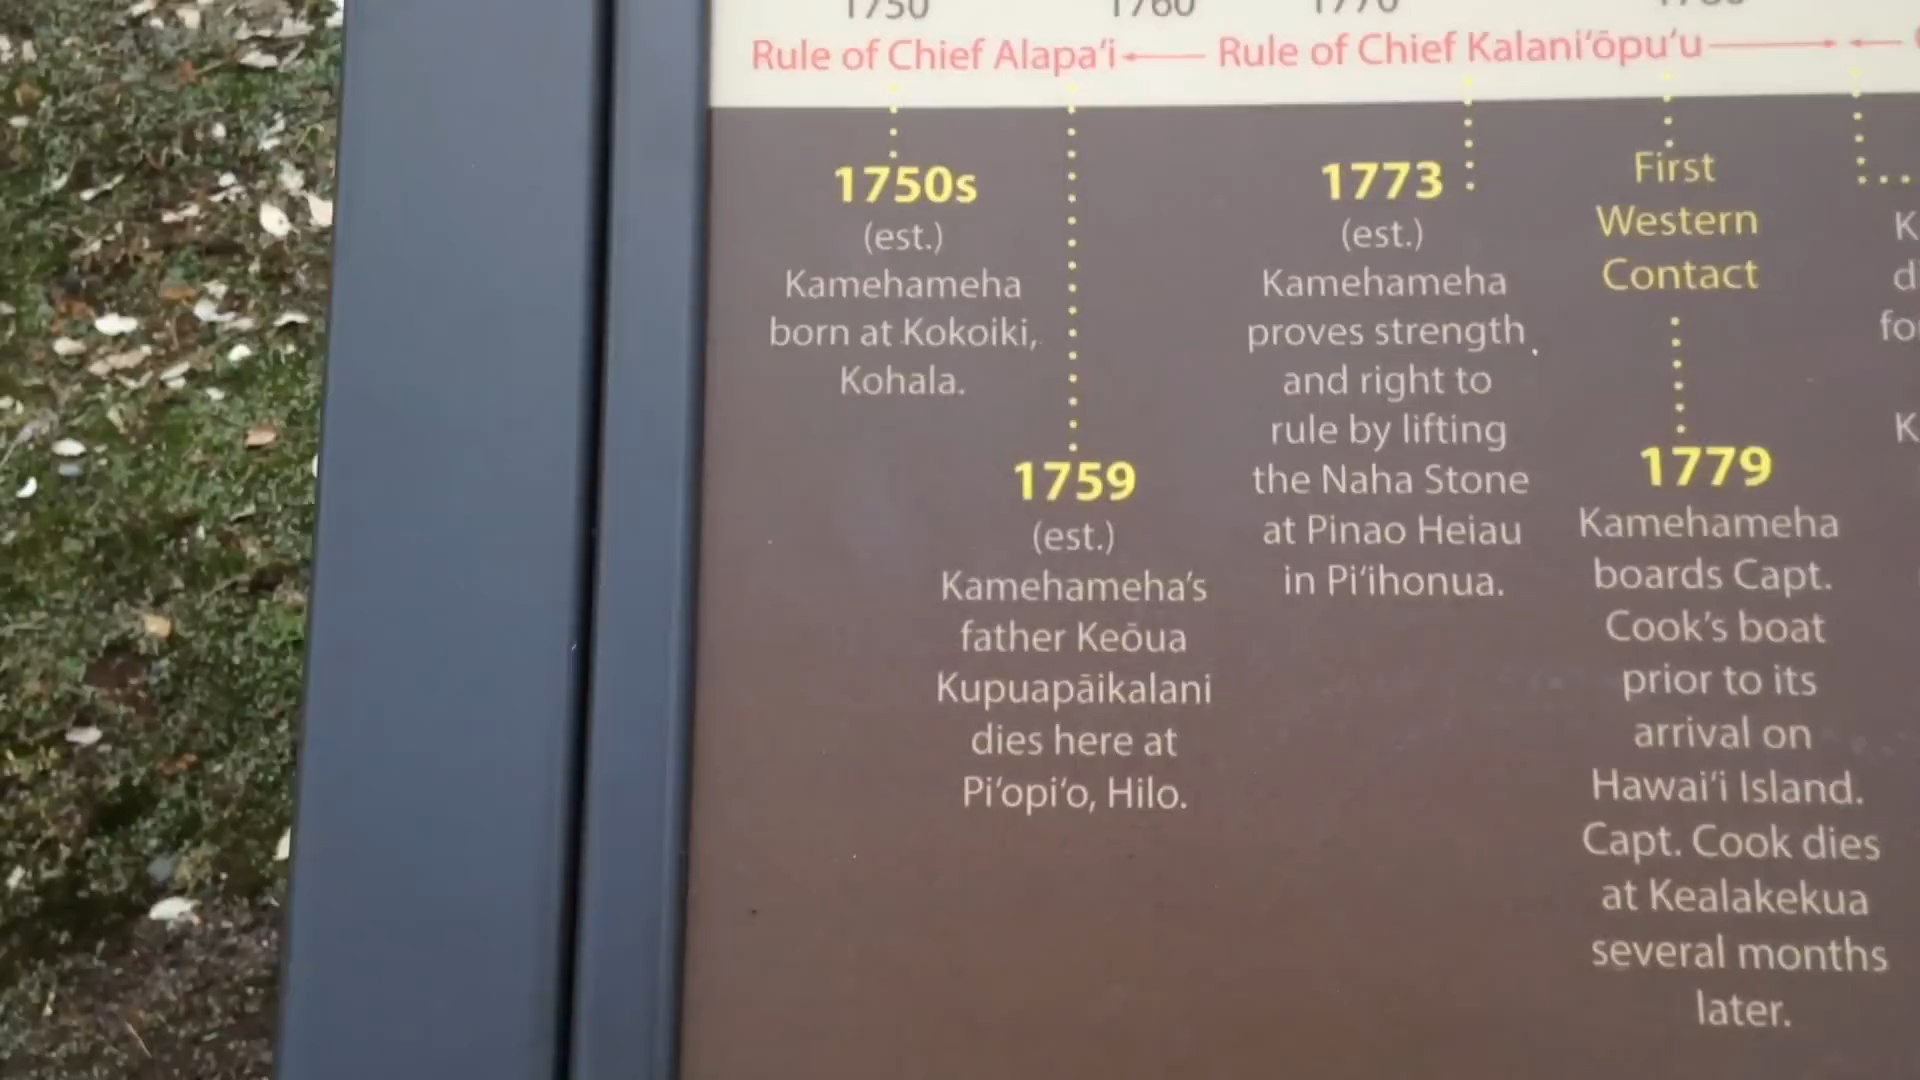 1750 1760 1770 1780
Rule of Chief Alapaʻi Rule of Chief Kalaniʻōpuʻu
1750s
(est.)
Kamehameha
born at Kokoiki,
Kohala.
1759
(est.)
Kamehameha's
father Keōua
Kupuapāikalani
dies here at
Piʻopiʻo, Hilo.
1773
(est.)
Kamehameha
proves strength
and right to
rule by lifting
the Naha Stone
at Pinao Heiau
in Piʻihonua.
First
Western
Contact
1779
Kamehameha
boards Capt.
Cook's boat
prior to its
arrival on
Hawaiʻi Island.
Capt. Cook dies
at Kealakekua
several months
later.